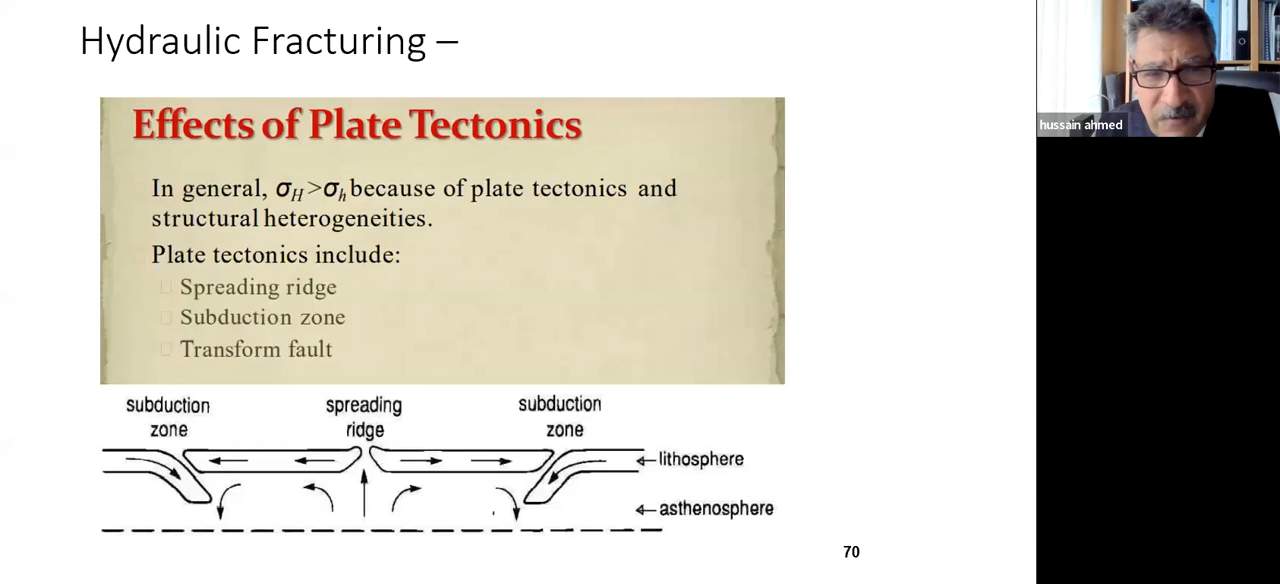 Hydraulic Fracturing –
hussain ahmed
Effects of Plate Tectonics
In general, σH>σh because of plate tectonics and
structural heterogeneities.
Plate tectonics include:
Spreading ridge
Subduction zone
Transform fault
subduction
zone
spreading
ridge
subduction
zone
lithosphere
asthenosphere
70